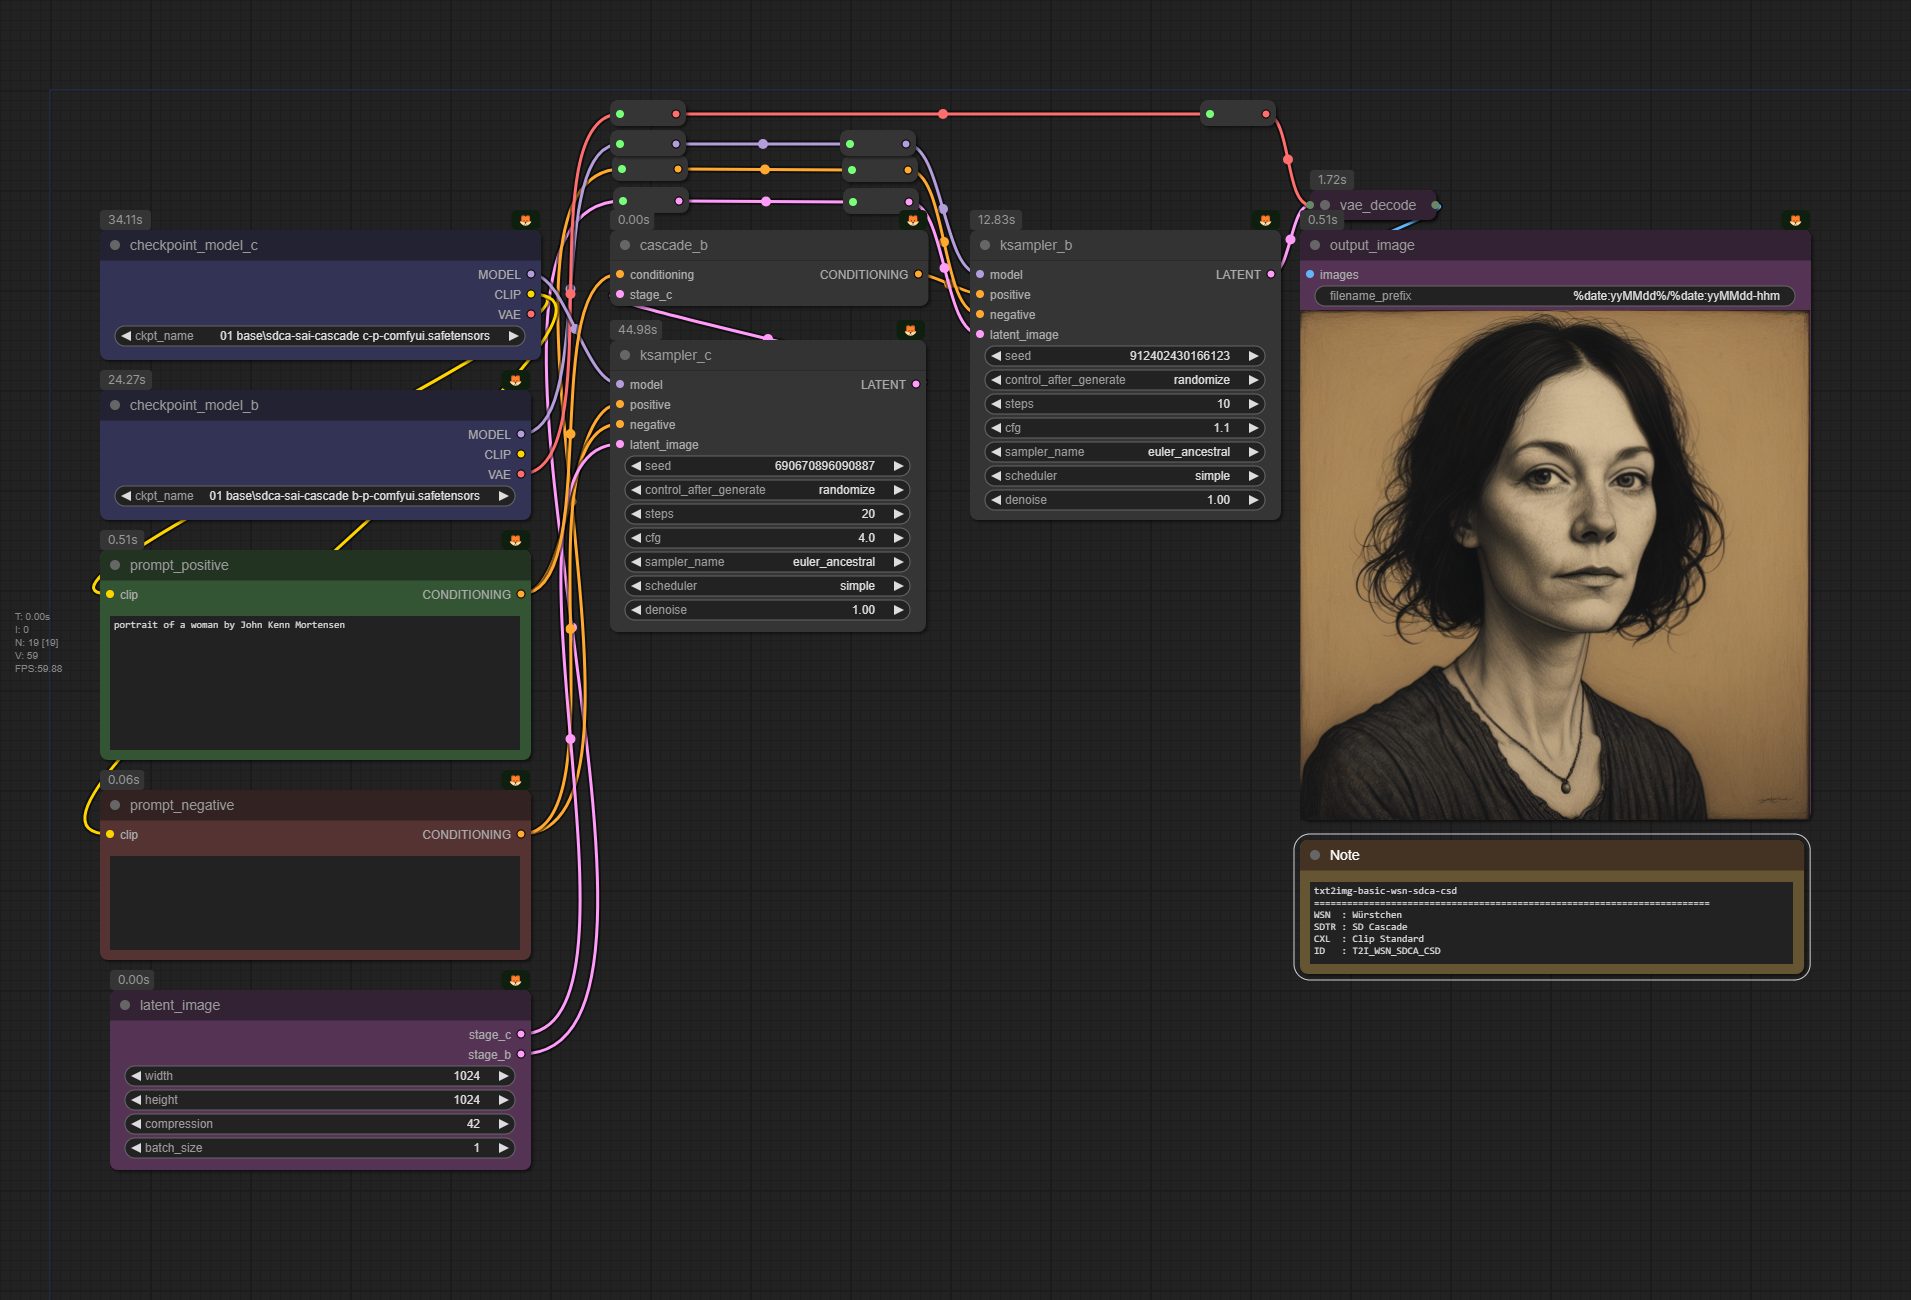 34.11s
checkpoint_model_c
MODEL
CLIP
VAE
ckpt_name 01 base\sdca-sai-cascade c-p-comfyui.safetensors
24.27s
checkpoint_model_b
MODEL
CLIP
VAE
ckpt_name 01 base\sdca-sai-cascade b-p-comfyui.safetensors
0.51s
prompt_positive
clip CONDITIONING
portrait of a woman by John Kenn Mortensen
T: 0.00s
I: 0
N: 19 [19]
V: 59
FPS:59.88
0.06s
prompt_negative
clip CONDITIONING
0.00s
latent_image
stage_c
stage_b
width 1024
height 1024
compression 42
batch_size 1
0.00s
cascade_b
conditioning CONDITIONING
stage_c
44.98s
ksampler_c
model LATENT
positive
negative
latent_image
seed 690670896090887
control_after_generate randomize
steps 20
cfg 4.0
sampler_name euler_ancestral
scheduler simple
denoise 1.00
12.83s
ksampler_b
model LATENT
positive
negative
latent_image
seed 912402430166123
control_after_generate randomize
steps 10
cfg 1.1
sampler_name euler_ancestral
scheduler simple
denoise 1.00
1.72s
vae_decode
0.51s
output_image
images
filename_prefix %date:yyMMdd%/%date:yyMMdd-hhm
Note
txt2img-basic-wsn-sdca-csd
========================================================================
WSN : Würstchen
SDTR : SD Cascade
CXL : Clip Standard
ID : T2I_WSN_SDCA_CSD